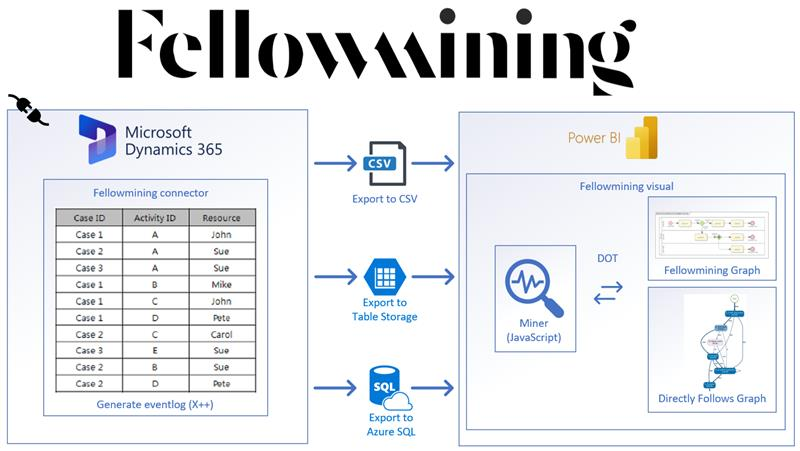 Fellowmining
Microsoft
Dynamics 365
Fellowmining connector
Case ID Activity ID Resource
Case 1 A John
Case 2 A Sue
Case 3 A Sue
Case 1 B Mike
Case 1 C John
Case 1 D Pete
Case 2 C Carol
Case 3 E Sue
Case 2 B Sue
Case 2 D Pete
Generate eventlog (X++)
CSV
Export to CSV
Export to
Table Storage
SQL
Export to
Azure SQL
Power BI
Fellowmining visual
Miner
(JavaScript)
DOT
Fellowmining Graph
Directly Follows Graph